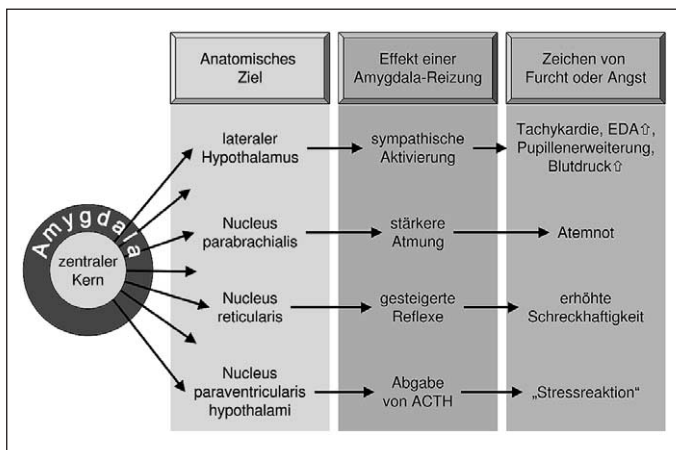 Anatomisches
Ziel
Effekt einer
Amygdala-Reizung
Zeichen von
Furcht oder Angst
Amygdala
zentraler
Kern
lateraler
Hypothalamus
sympathische
Aktivierung
Tachykardie, EDA⇧,
Pupillenerweiterung,
Blutdruck⇧
Nucleus
parabrachialis
stärkere
Atmung
Atemnot
Nucleus
reticularis
gesteigerte
Reflexe
erhöhte
Schreckhaftigkeit
Nucleus
paraventricularis
hypothalami
Abgabe
von ACTH
„Stressreaktion“